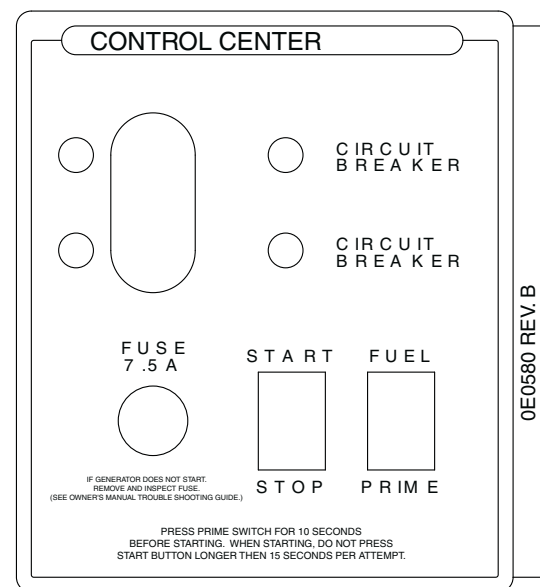 CONTROL CENTER
CIRCUIT
BREAKER
CIRCUIT
BREAKER
FUSE
7.5A
START
FUEL
STOP
PRIME
IF GENERATOR DOES NOT START.
REMOVE AND INSPECT FUSE.
(SEE OWNER'S MANUAL TROUBLE SHOOTING GUIDE.)
PRESS PRIME SWITCH FOR 10 SECONDS
BEFORE STARTING. WHEN STARTING, DO NOT PRESS
START BUTTON LONGER THEN 15 SECONDS PER ATTEMPT.
0E0580 REV. B